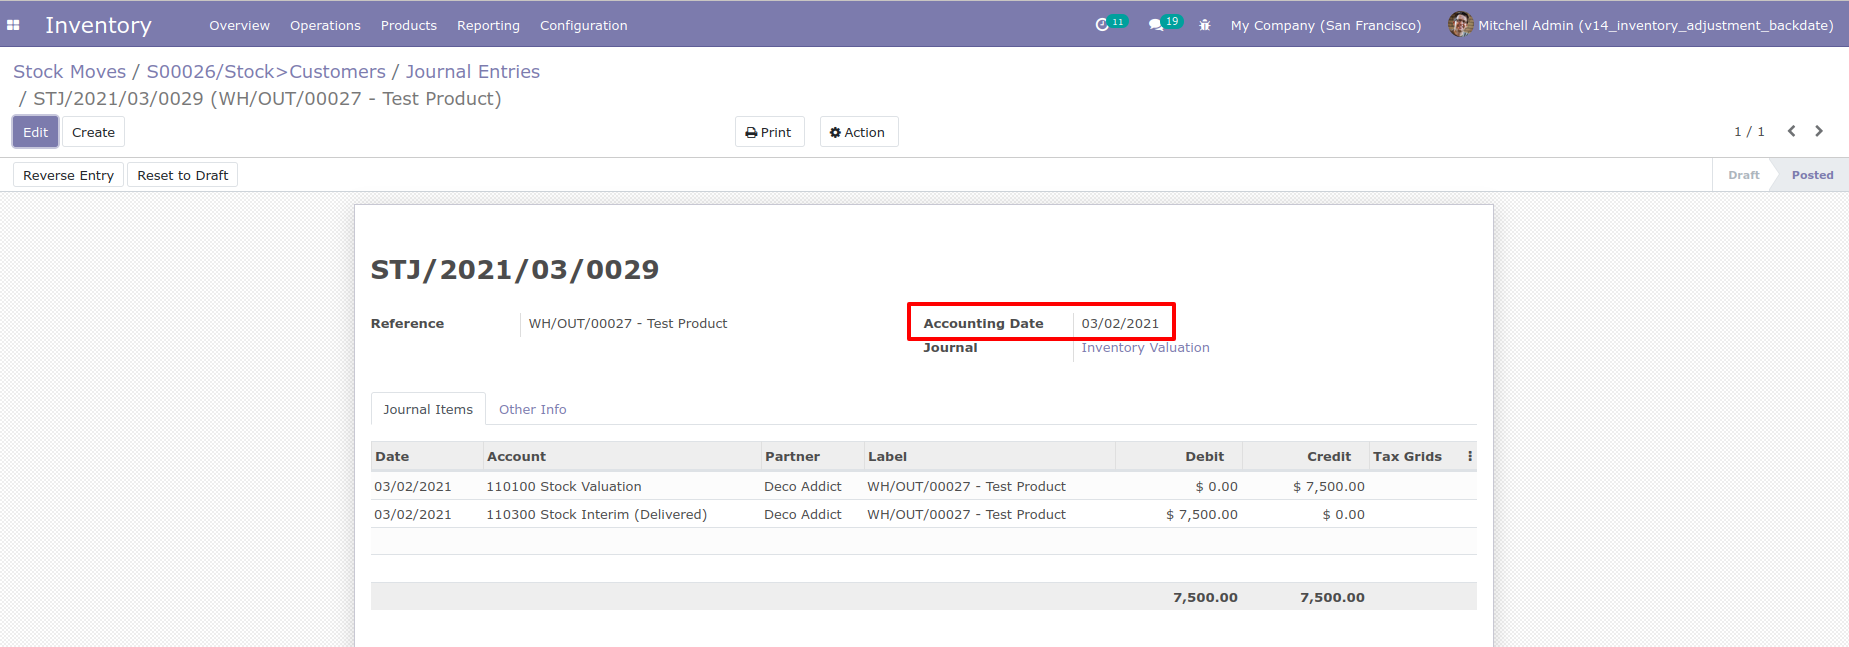 Inventory Overview Operations Products Reporting Configuration 11 19 My Company (San Francisco) Mitchell Admin (v14_inventory_adjustment_backdate)
Stock Moves / S00026/Stock>Customers / Journal Entries
/ STJ/2021/03/0029 (WH/OUT/00027 - Test Product)
Edit Create Print Action 1 / 1
Reverse Entry Reset to Draft Draft Posted
STJ/2021/03/0029
Reference WH/OUT/00027 - Test Product Accounting Date 03/02/2021
Journal Inventory Valuation
Journal Items Other Info
Date Account Partner Label Debit Credit Tax Grids
03/02/2021 110100 Stock Valuation Deco Addict WH/OUT/00027 - Test Product $ 0.00 $ 7,500.00
03/02/2021 110300 Stock Interim (Delivered) Deco Addict WH/OUT/00027 - Test Product $ 7,500.00 $ 0.00
7,500.00 7,500.00